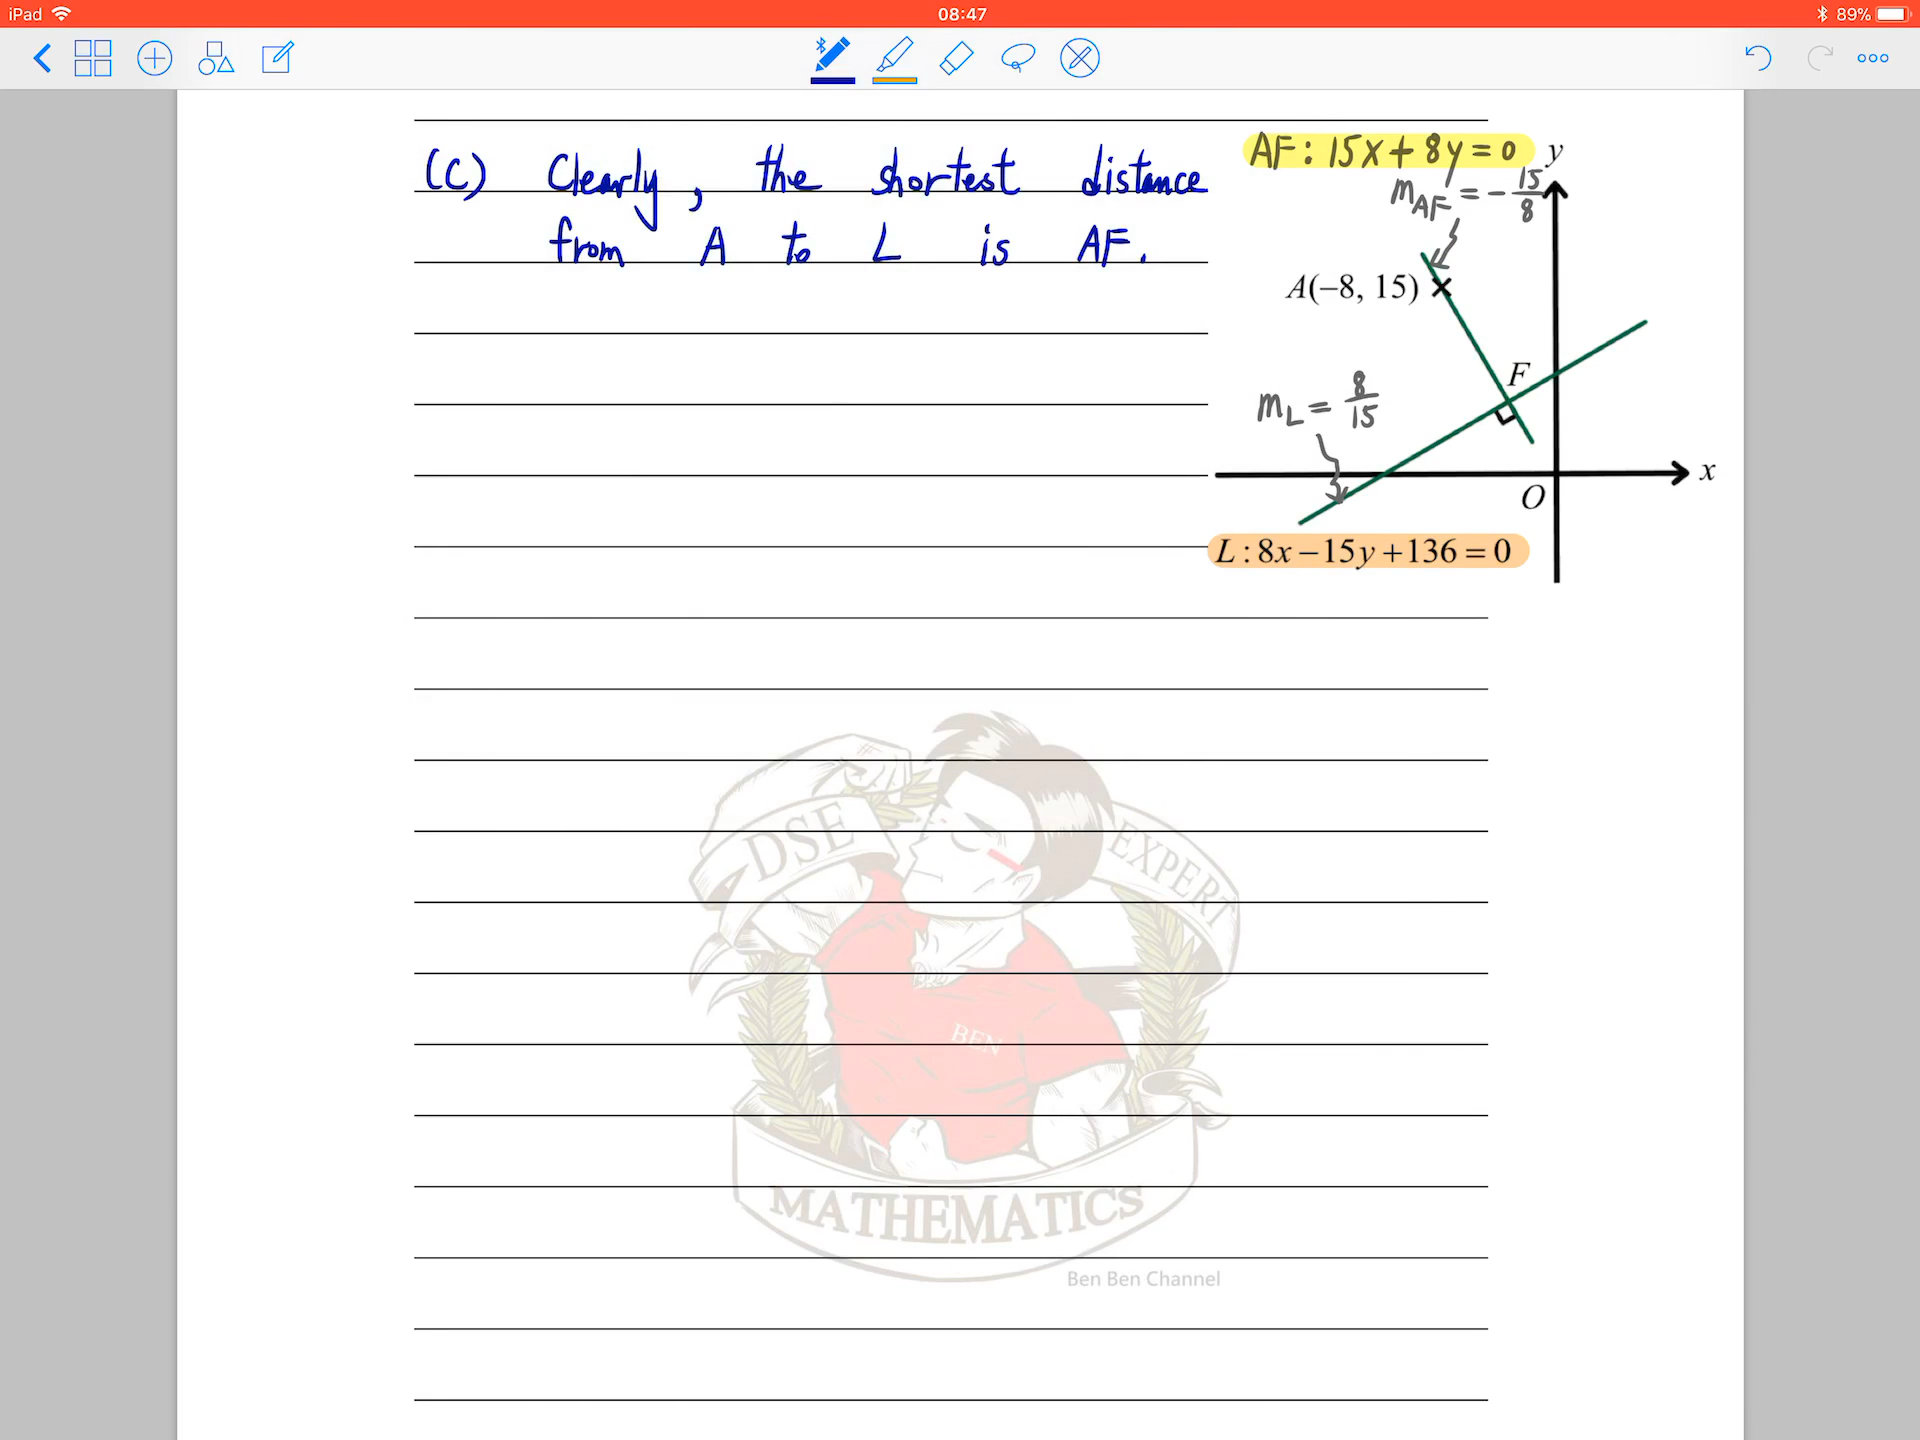 iPad 08:47 89%
(c) Clearly, the shortest distance
from A to L is AF.
AF: 15x + 8y = 0
y
m_AF = -15/8
A(–8, 15)
F
m_L = 8/15
x
O
L : 8x – 15y + 136 = 0
DSE EXPERT
BEN
MATHEMATICS
Ben Ben Channel